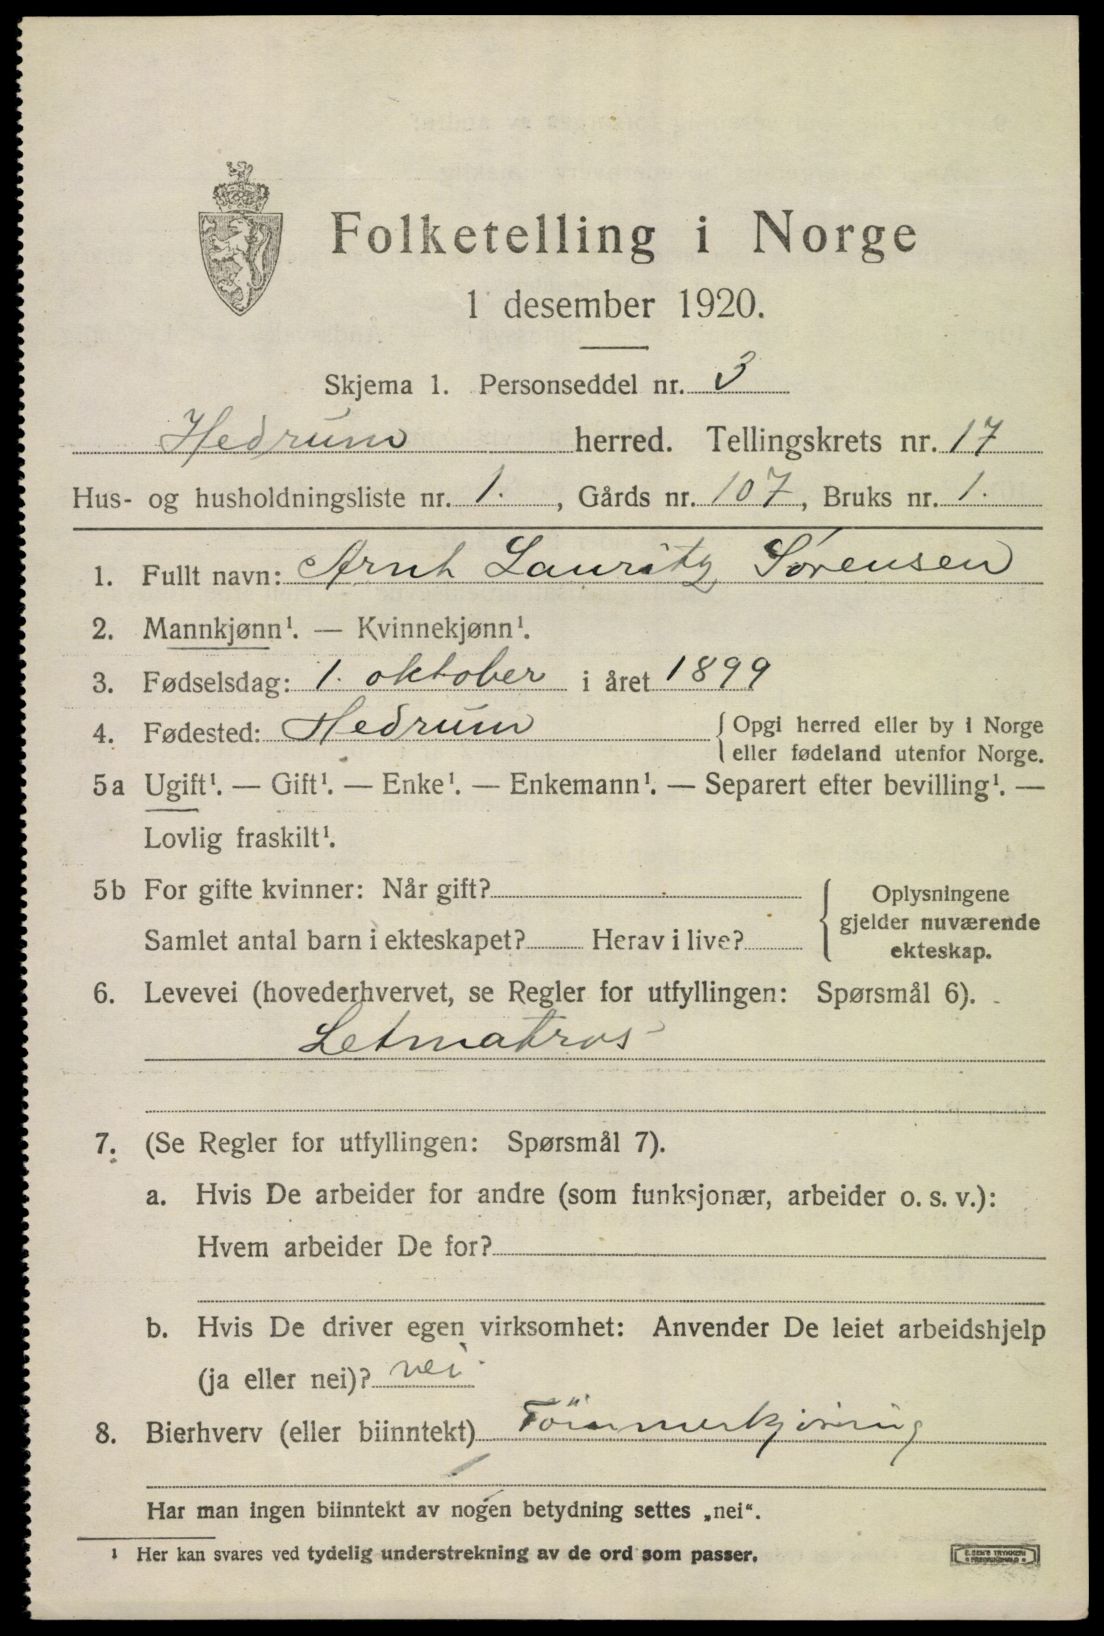 Folketelling i Norge
1 desember 1920.
Skjema 1. Personseddel nr. 3
Hedrum herred. Tellingskrets nr. 17
Hus- og husholdningsliste nr. 1. , Gårds nr. 107, Bruks nr. 1.
1. Fullt navn: Arnt Lauritz Sørensen
2. Mannkjønn¹. — Kvinnekjønn¹.
3. Fødselsdag: 1. oktober i året 1899
4. Fødested: Hedrum { Opgi herred eller by i Norge
eller fødeland utenfor Norge.
5a Ugift¹. — Gift¹. — Enke¹. — Enkemann¹. — Separert efter bevilling¹. —
Lovlig fraskilt¹.
5b For gifte kvinner: Når gift? { Oplysningene
gjelder nuværende
Samlet antal barn i ekteskapet? Herav i live? ekteskap.
6. Levevei (hovederhvervet, se Regler for utfyllingen: Spørsmål 6).
Letmatros
7. (Se Regler for utfyllingen: Spørsmål 7).
a. Hvis De arbeider for andre (som funksjonær, arbeider o. s. v.):
Hvem arbeider De for?
b. Hvis De driver egen virksomhet: Anvender De leiet arbeidshjelp
(ja eller nei)? nei
8. Bierhverv (eller biinntekt) Tömmerkjøring
Har man ingen biinntekt av nogen betydning settes „nei“.
¹ Her kan svares ved tydelig understrekning av de ord som passer.